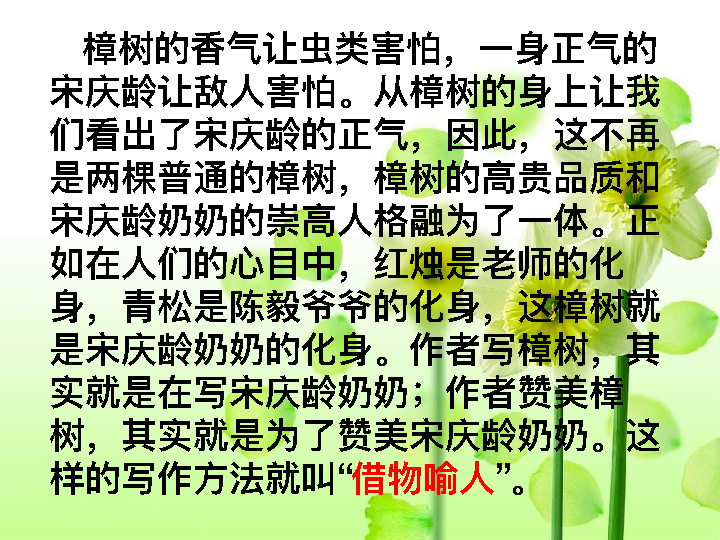 樟树的香气让虫类害怕，一身正气的
宋庆龄让敌人害怕。从樟树的身上让我
们看出了宋庆龄的正气，因此，这不再
是两棵普通的樟树，樟树的高贵品质和
宋庆龄奶奶的崇高人格融为了一体。正
如在人们的心目中，红烛是老师的化
身，青松是陈毅爷爷的化身，这樟树就
是宋庆龄奶奶的化身。作者写樟树，其
实就是在写宋庆龄奶奶；作者赞美樟
树，其实就是为了赞美宋庆龄奶奶。这
样的写作方法就叫“借物喻人”。